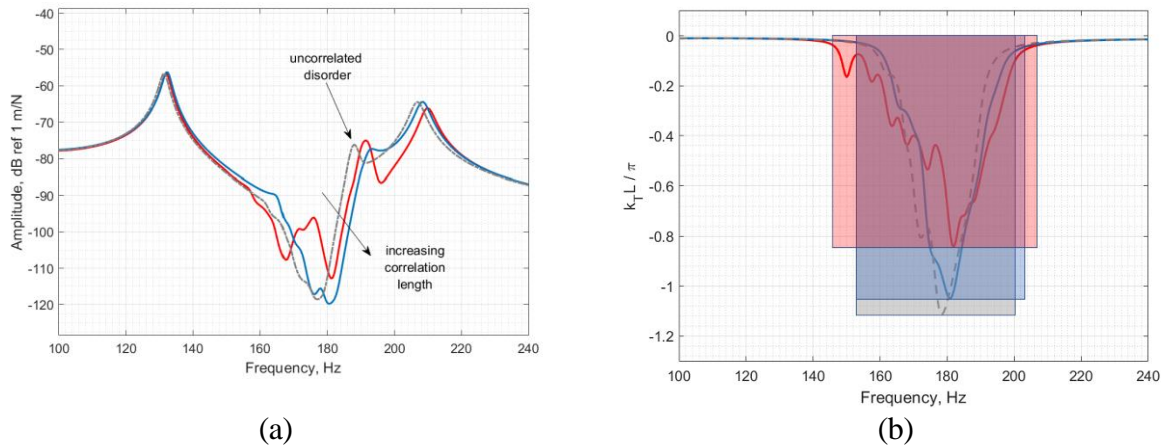 -40
-50
-60
-70
-80
-90
-100
-110
-120
Amplitude, dB ref 1 m/N
uncorrelated
disorder
increasing
correlation
length
100 120 140 160 180 200 220 240
Frequency, Hz
(a)
0
-0.2
-0.4
-0.6
-0.8
-1
-1.2
k_T L / π
100 120 140 160 180 200 220 240
Frequency, Hz
(b)